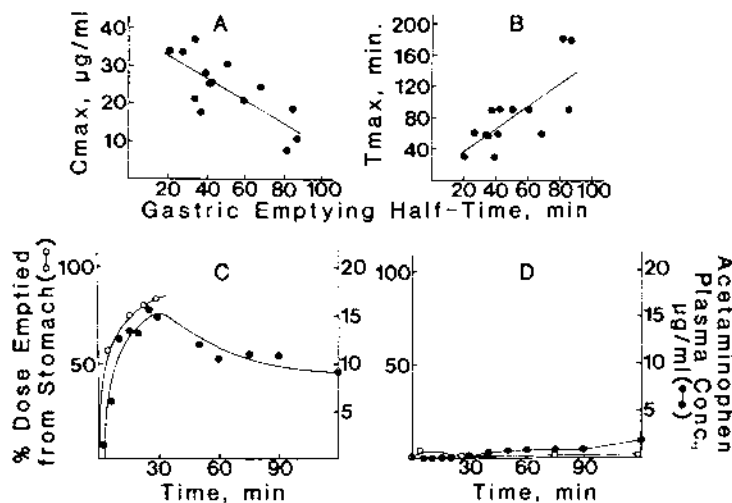 A
B
Cmax, µg/ml
40
30
20
10
Tmax, min.
200
160
120
80
40
20 40 60 80 100
20 40 60 80 100
Gastric Emptying Half-Time, min
C
D
% Dose Emptied
from Stomach(o–o)
100
50
20
15
10
5
100
50
20
15
10
5
Acetaminophen
Plasma Conc.,
µg/ml(●–●)
30 60 90
30 60 90
Time, min
Time, min